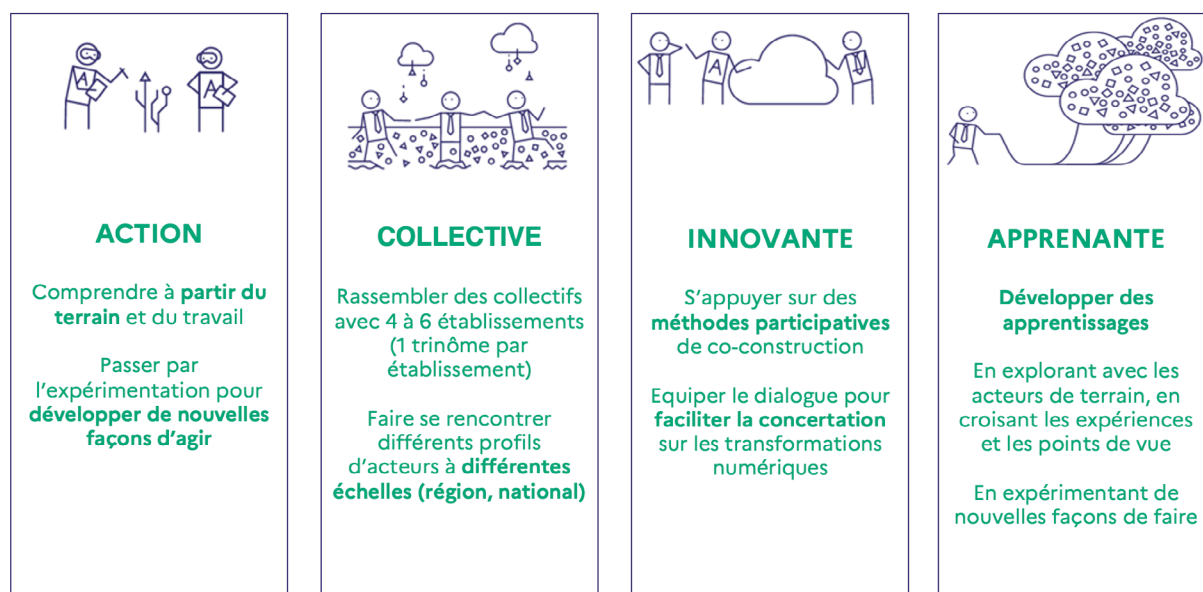 ACTION
Comprendre à partir du
terrain et du travail
Passer par
l'expérimentation pour
développer de nouvelles
façons d'agir
COLLECTIVE
Rassembler des collectifs
avec 4 à 6 établissements
(1 trinôme par
établissement)
Faire se rencontrer
différents profils
d'acteurs à différentes
échelles (région, national)
INNOVANTE
S'appuyer sur des
méthodes participatives
de co-construction
Equiper le dialogue pour
faciliter la concertation
sur les transformations
numériques
APPRENANTE
Développer des
apprentissages
En explorant avec les
acteurs de terrain, en
croisant les expériences
et les points de vue
En expérimentant de
nouvelles façons de faire
A
A
A